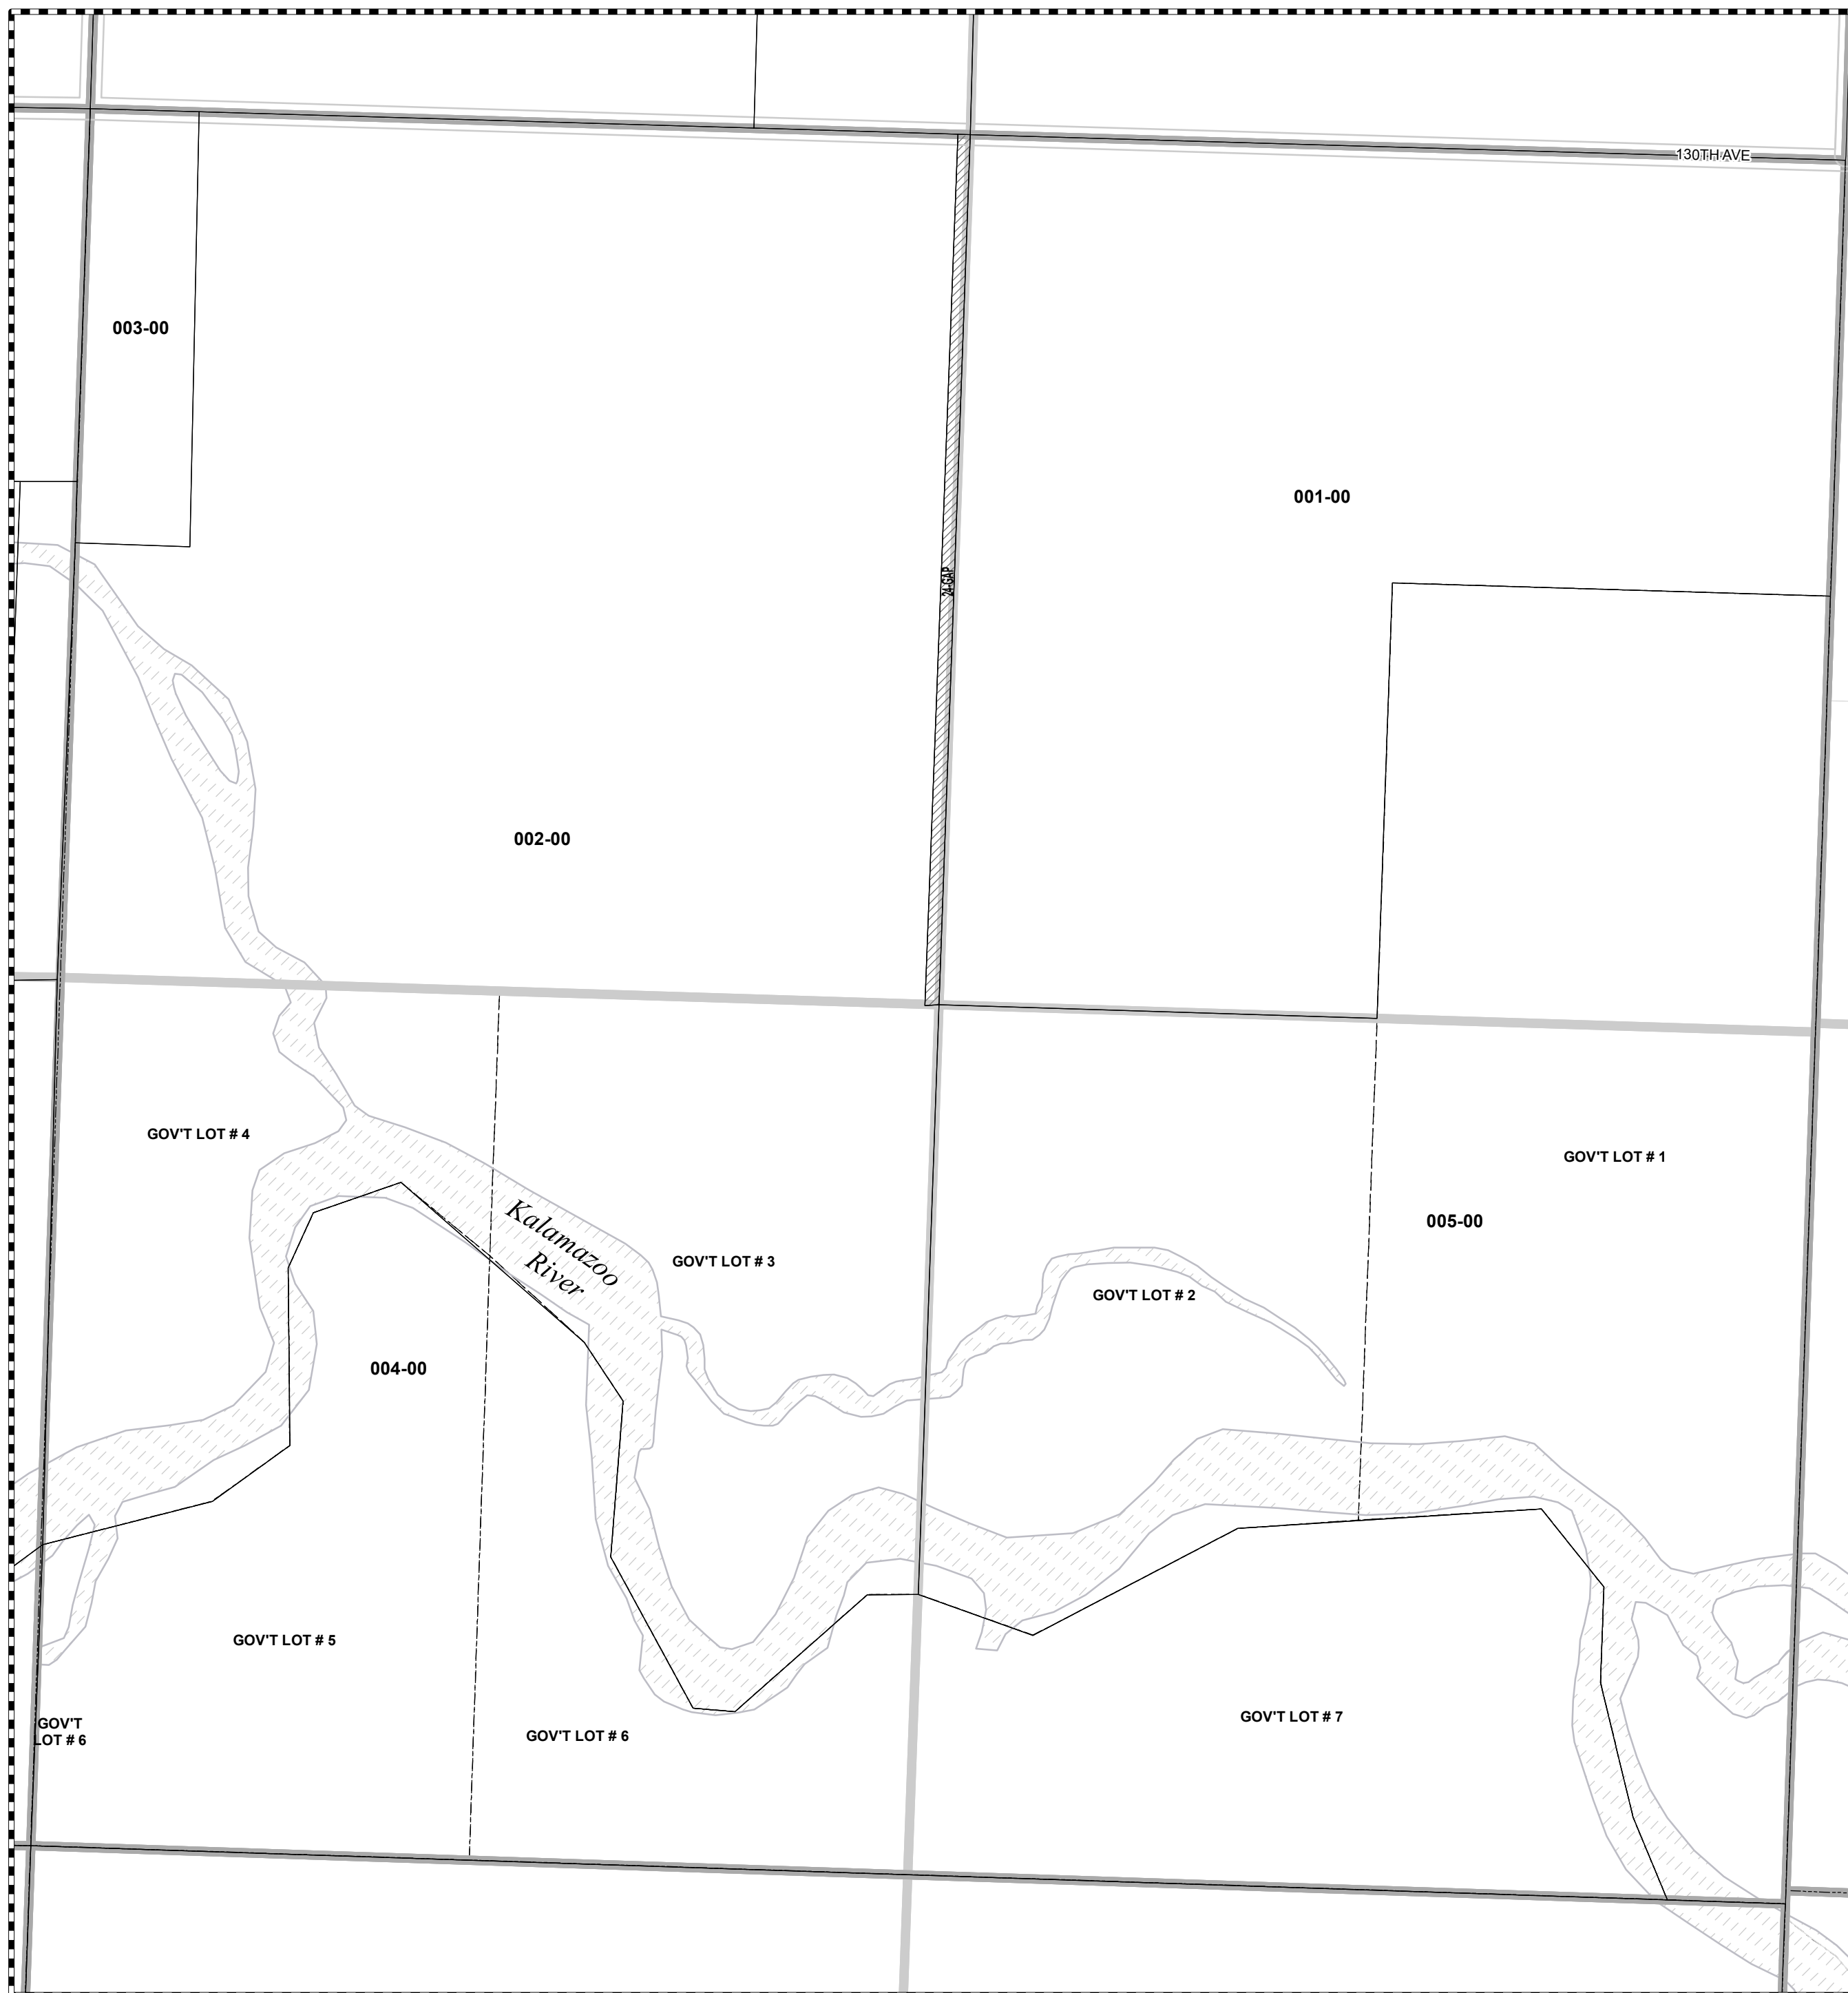 130TH AVE
003-00
001-00
24-GAP
002-00
GOV'T LOT # 4
GOV'T LOT # 1
Kalamazoo
River
005-00
GOV'T LOT # 3
GOV'T LOT # 2
004-00
GOV'T LOT # 5
GOV'T
LOT # 6
GOV'T LOT # 6
GOV'T LOT # 7